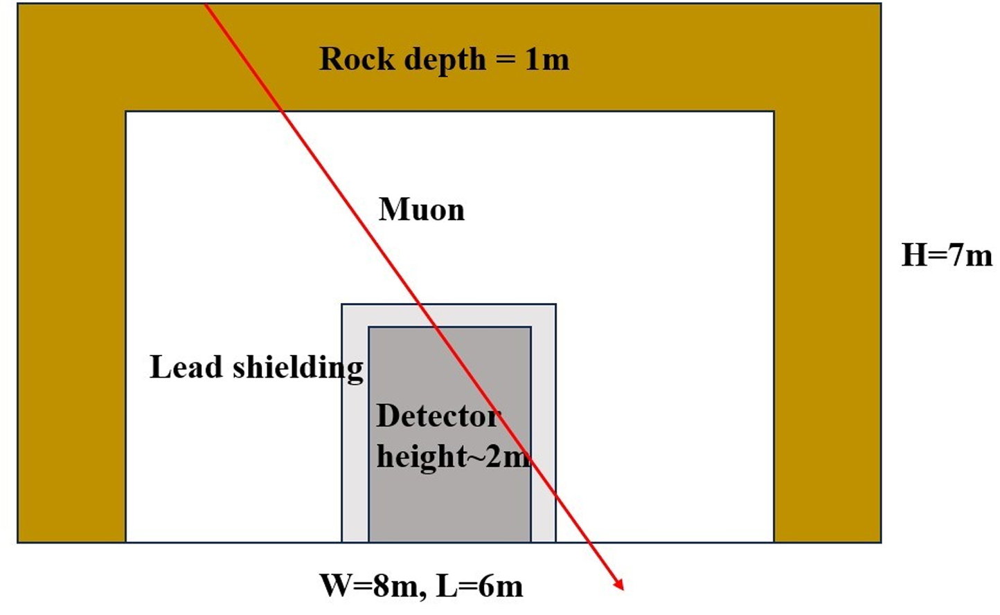 Rock depth = 1m
Muon
H=7m
Lead shielding
Detector
height~2m
W=8m, L=6m